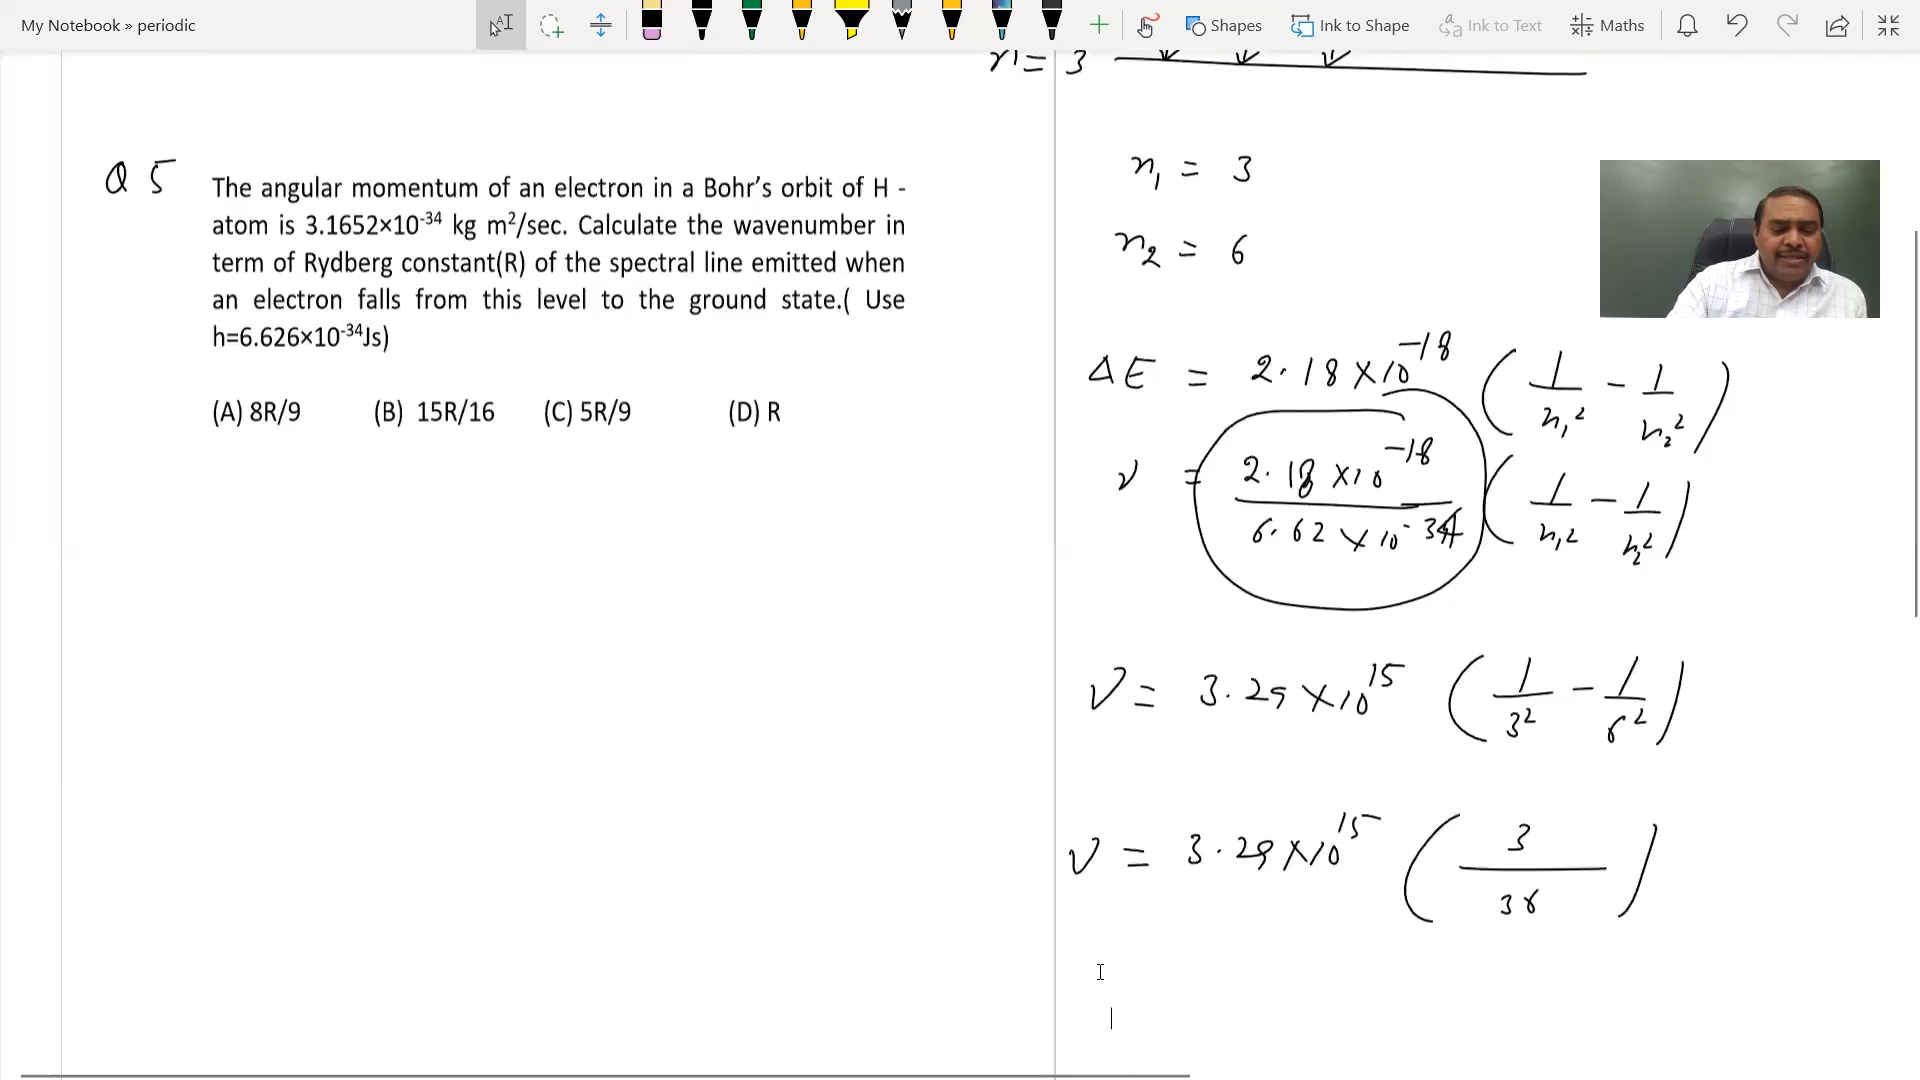 My Notebook » periodic
Shapes
Ink to Shape
Ink to Text
Maths
n = 3
Q 5
The angular momentum of an electron in a Bohr's orbit of H -
atom is 3.1652×10⁻³⁴ kg m²/sec. Calculate the wavenumber in
term of Rydberg constant(R) of the spectral line emitted when
an electron falls from this level to the ground state.( Use
h=6.626×10⁻³⁴Js)
(A) 8R/9 (B) 15R/16 (C) 5R/9 (D) R
n₁ = 3
n₂ = 6
ΔE = 2.18 × 10⁻¹⁸ (1/n₁² - 1/n₂²)
ν = 2.18 × 10⁻¹⁸ / 6.62 × 10⁻³⁴ (1/n₁² - 1/n₂²)
ν = 3.29 × 10¹⁵ (1/3² - 1/6²)
ν = 3.29 × 10¹⁵ (3/36)